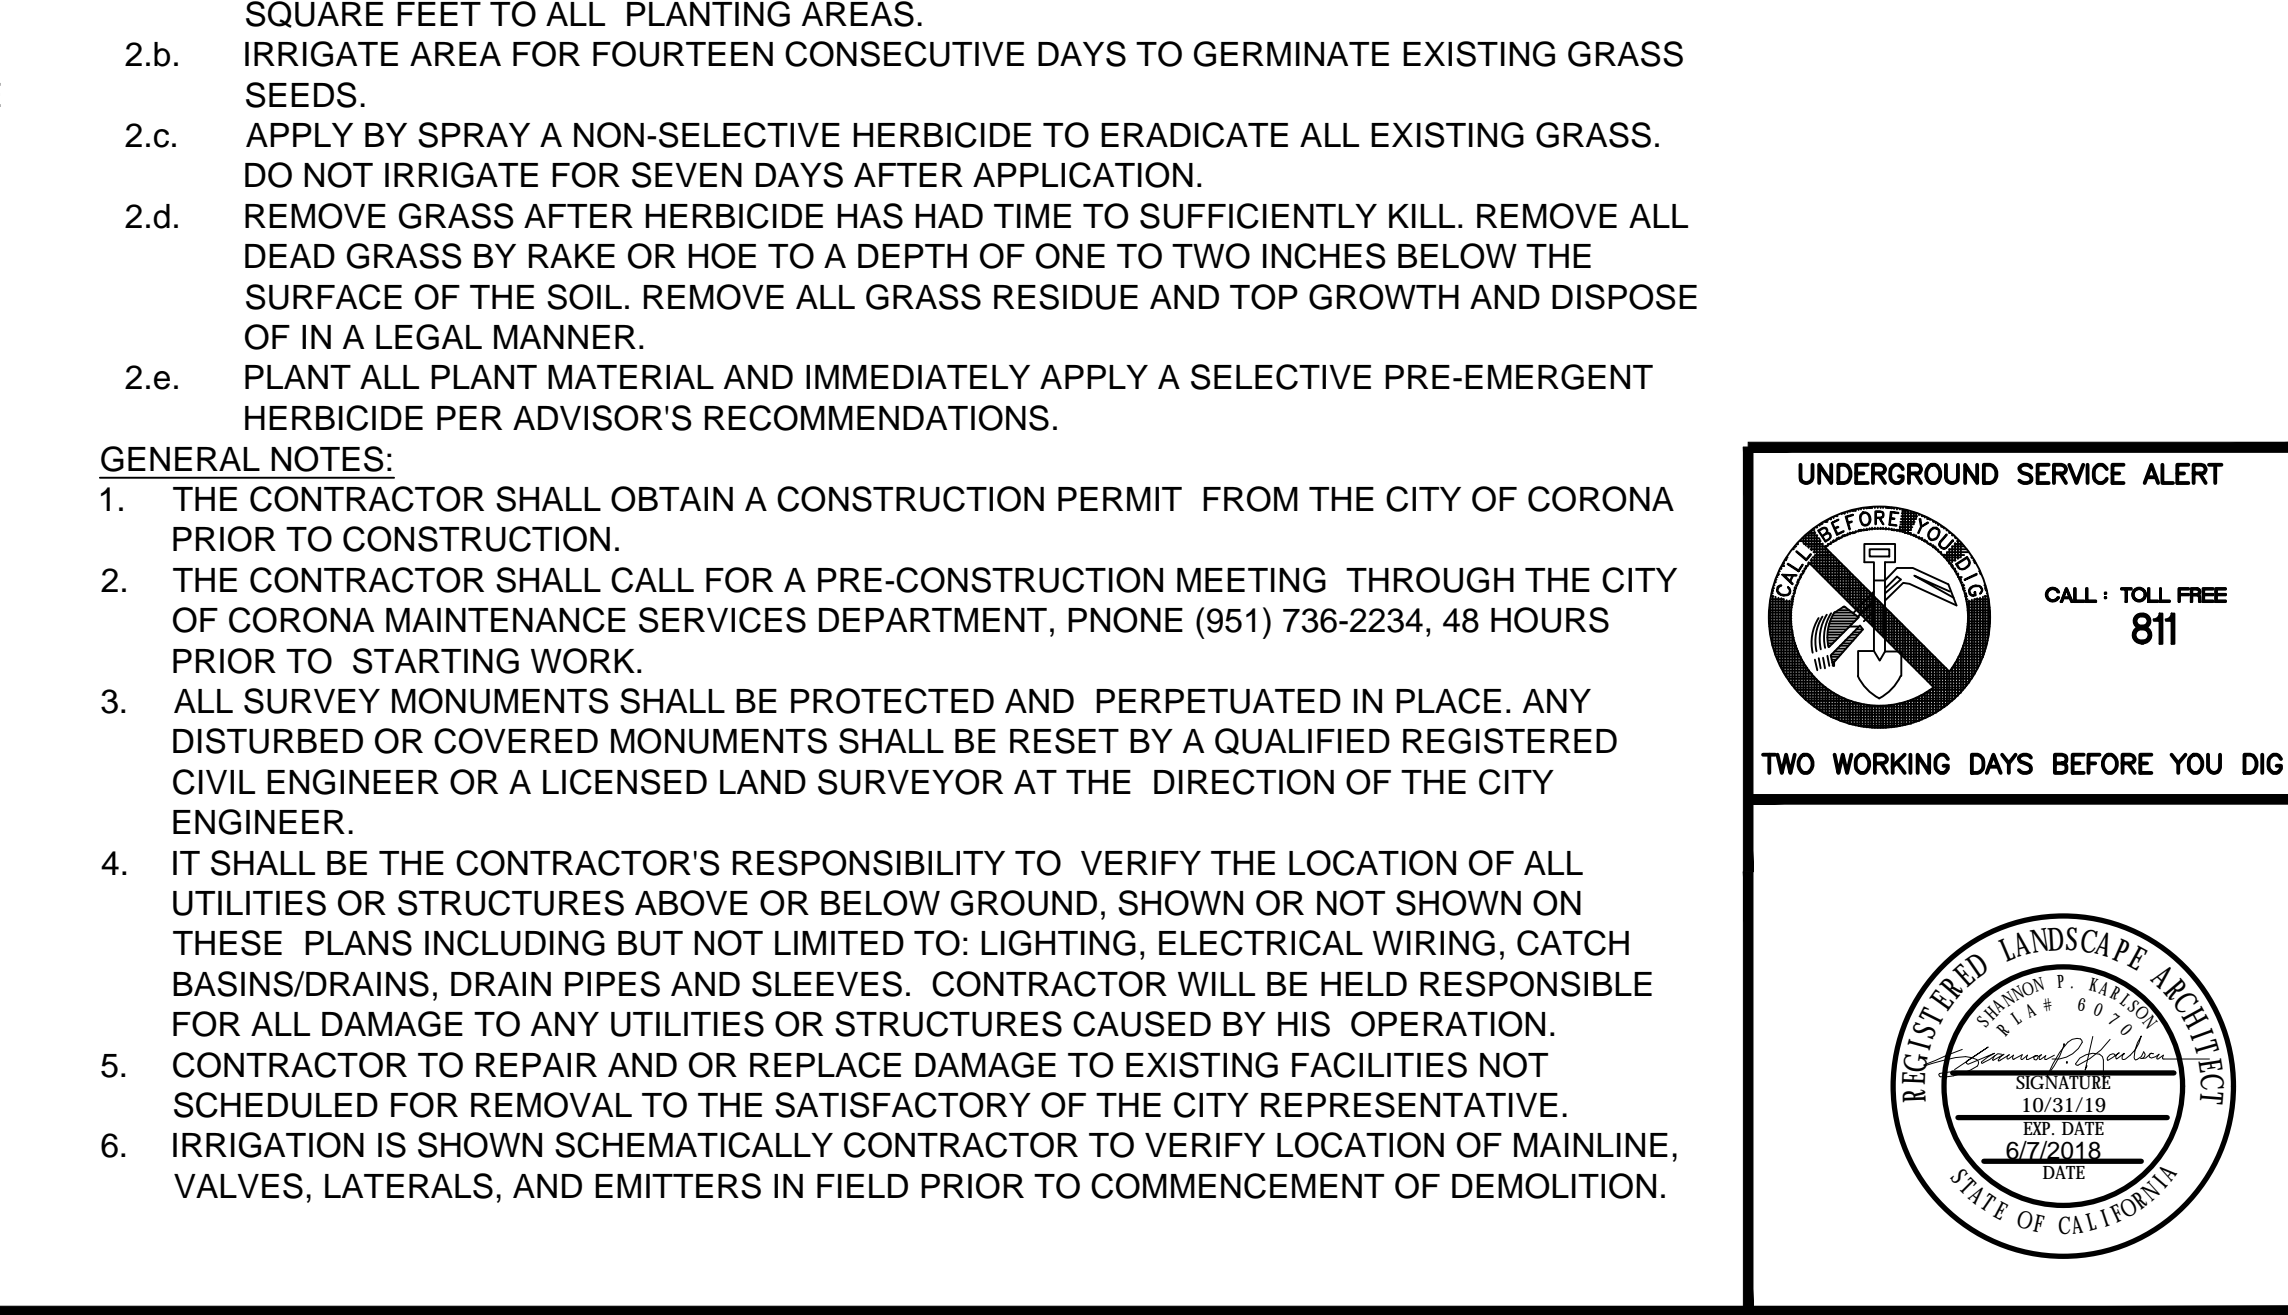 SQUARE FEET TO ALL PLANTING AREAS.
2.b. IRRIGATE AREA FOR FOURTEEN CONSECUTIVE DAYS TO GERMINATE EXISTING GRASS
SEEDS.
2.c. APPLY BY SPRAY A NON-SELECTIVE HERBICIDE TO ERADICATE ALL EXISTING GRASS.
DO NOT IRRIGATE FOR SEVEN DAYS AFTER APPLICATION.
2.d. REMOVE GRASS AFTER HERBICIDE HAS HAD TIME TO SUFFICIENTLY KILL. REMOVE ALL
DEAD GRASS BY RAKE OR HOE TO A DEPTH OF ONE TO TWO INCHES BELOW THE
SURFACE OF THE SOIL. REMOVE ALL GRASS RESIDUE AND TOP GROWTH AND DISPOSE
OF IN A LEGAL MANNER.
2.e. PLANT ALL PLANT MATERIAL AND IMMEDIATELY APPLY A SELECTIVE PRE-EMERGENT
HERBICIDE PER ADVISOR'S RECOMMENDATIONS.
GENERAL NOTES:
1. THE CONTRACTOR SHALL OBTAIN A CONSTRUCTION PERMIT FROM THE CITY OF CORONA
PRIOR TO CONSTRUCTION.
2. THE CONTRACTOR SHALL CALL FOR A PRE-CONSTRUCTION MEETING THROUGH THE CITY
OF CORONA MAINTENANCE SERVICES DEPARTMENT, PNONE (951) 736-2234, 48 HOURS
PRIOR TO STARTING WORK.
3. ALL SURVEY MONUMENTS SHALL BE PROTECTED AND PERPETUATED IN PLACE. ANY
DISTURBED OR COVERED MONUMENTS SHALL BE RESET BY A QUALIFIED REGISTERED
CIVIL ENGINEER OR A LICENSED LAND SURVEYOR AT THE DIRECTION OF THE CITY
ENGINEER.
4. IT SHALL BE THE CONTRACTOR'S RESPONSIBILITY TO VERIFY THE LOCATION OF ALL
UTILITIES OR STRUCTURES ABOVE OR BELOW GROUND, SHOWN OR NOT SHOWN ON
THESE PLANS INCLUDING BUT NOT LIMITED TO: LIGHTING, ELECTRICAL WIRING, CATCH
BASINS/DRAINS, DRAIN PIPES AND SLEEVES. CONTRACTOR WILL BE HELD RESPONSIBLE
FOR ALL DAMAGE TO ANY UTILITIES OR STRUCTURES CAUSED BY HIS OPERATION.
5. CONTRACTOR TO REPAIR AND OR REPLACE DAMAGE TO EXISTING FACILITIES NOT
SCHEDULED FOR REMOVAL TO THE SATISFACTORY OF THE CITY REPRESENTATIVE.
6. IRRIGATION IS SHOWN SCHEMATICALLY CONTRACTOR TO VERIFY LOCATION OF MAINLINE,
VALVES, LATERALS, AND EMITTERS IN FIELD PRIOR TO COMMENCEMENT OF DEMOLITION.
UNDERGROUND SERVICE ALERT
CALL BEFORE YOU DIG
CALL : TOLL FREE
811
TWO WORKING DAYS BEFORE YOU DIG
REGISTERED LANDSCAPE ARCHITECT
SHANNON P. KARLSON
RLA# 6070
Shannon P. Karlson
SIGNATURE
10/31/19
EXP. DATE
6/7/2018
DATE
STATE OF CALIFORNIA